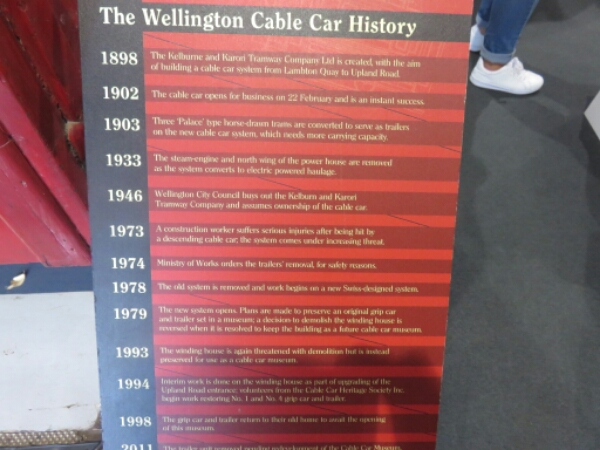 The Wellington Cable Car History
1898 The Kelburne and Karori Tramway Company Ltd is created, with the aim
of building a cable car system from Lambton Quay to Upland Road.
1902 The cable car opens for business on 22 February and is an instant success.
1903 Three 'Palace' type horse-drawn trams are converted to serve as trailers
on the new cable car system, which needs more carrying capacity.
1933 The steam-engine and north wing of the power house are removed
as the system converts to electric powered haulage.
1946 Wellington City Council buys out the Kelburn and Karori
Tramway Company and assumes ownership of the cable car.
1973 A construction worker suffers serious injuries after being hit by
a descending cable car; the system comes under increasing threat.
1974 Ministry of Works orders the trailers' removal, for safety reasons.
1978 The old system is removed and work begins on a new Swiss-designed system.
1979 The new system opens. Plans are made to preserve an original grip car
and trailer set in a museum; a decision to demolish the winding house is
reversed when it is resolved to keep the building as a future cable car museum.
1993 The winding house is again threatened with demolition but is instead
preserved for use as a cable car museum.
1994 Interim work is done on the winding house as part of upgrading of the
Upland Road entrance; volunteers from the Cable Car Heritage Society Inc.
begin work restoring No. 1 and No. 4 grip car and trailer.
1998 The grip car and trailer return to their old home to await the opening
of this museum.
2011 The trailer unit removed pending redevelopment of the Cable Car Museum.